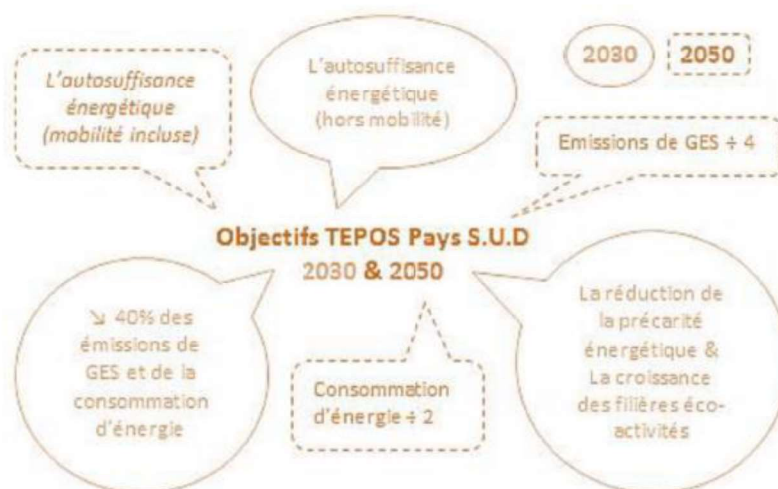 L'autosuffisance
énergétique
(mobilité incluse)
L'autosuffisance
énergétique
(hors mobilité)
2030
2050
Emissions de GES ÷ 4
Objectifs TEPOS Pays S.U.D
2030 & 2050
↘ 40% des
émissions de
GES et de la
consommation
d'énergie
Consommation
d'énergie ÷ 2
La réduction de
la précarité
énergétique &
La croissance
des filières éco-
activités